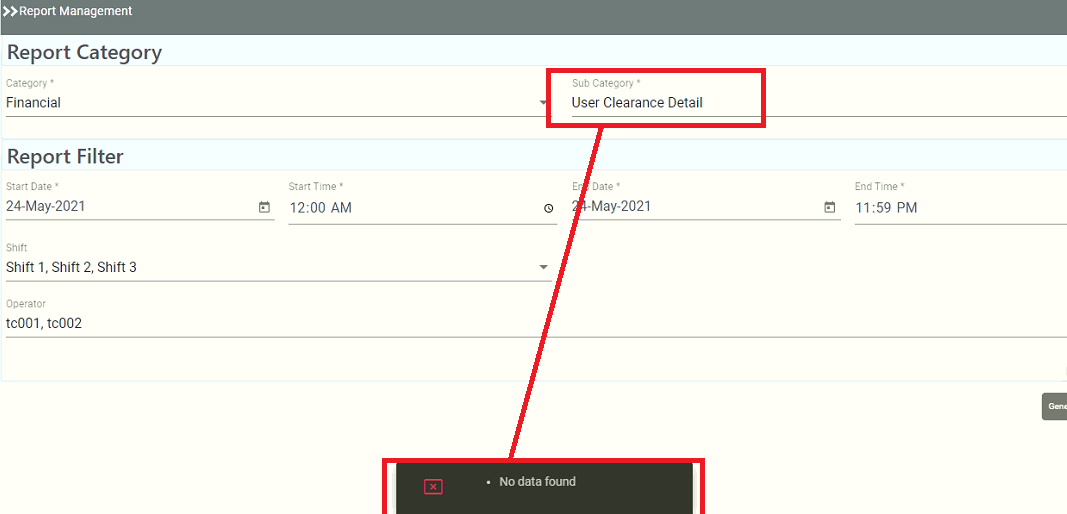 Report Management
Report Category
Category *
Sub Category *
Financial
User Clearance Detail
Report Filter
Start Date *
Start Time *
End Date *
End Time *
24-May-2021
12:00 AM
24-May-2021
11:59 PM
Shift
Shift 1, Shift 2, Shift 3
Operator
tc001, tc002
Gene
• No data found